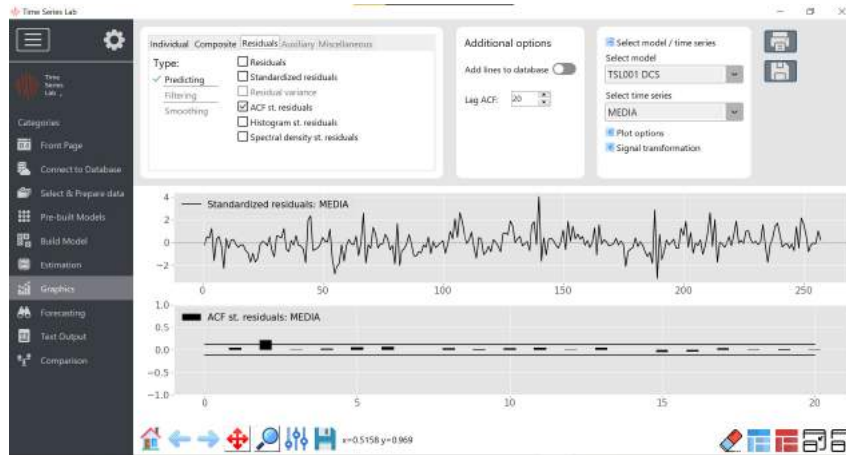 Time Series Lab
Time
Series
Lab
Categories
Front Page
Connect to Database
Select & Prepare data
Pre-built Models
Build Model
Estimation
Graphics
Forecasting
Text Output
Comparison
Individual Composite Residuals Auxiliary Miscellaneous
Type:
Predicting
Filtering
Smoothing
Residuals
Standardized residuals
Residual variance
ACF st. residuals
Histogram st. residuals
Spectral density st. residuals
Additional options
Add lines to database
Lag ACF: 20
Select model / time series
Select model
TSL001 DCS
Select time series
MEDIA
Plot options
Signal transformation
Standardized residuals: MEDIA
4
2
0
−2
0 50 100 150 200 250
ACF st. residuals: MEDIA
1.0
0.5
0.0
−0.5
−1.0
0 5 10 15 20
x=0.5158 y=0.969